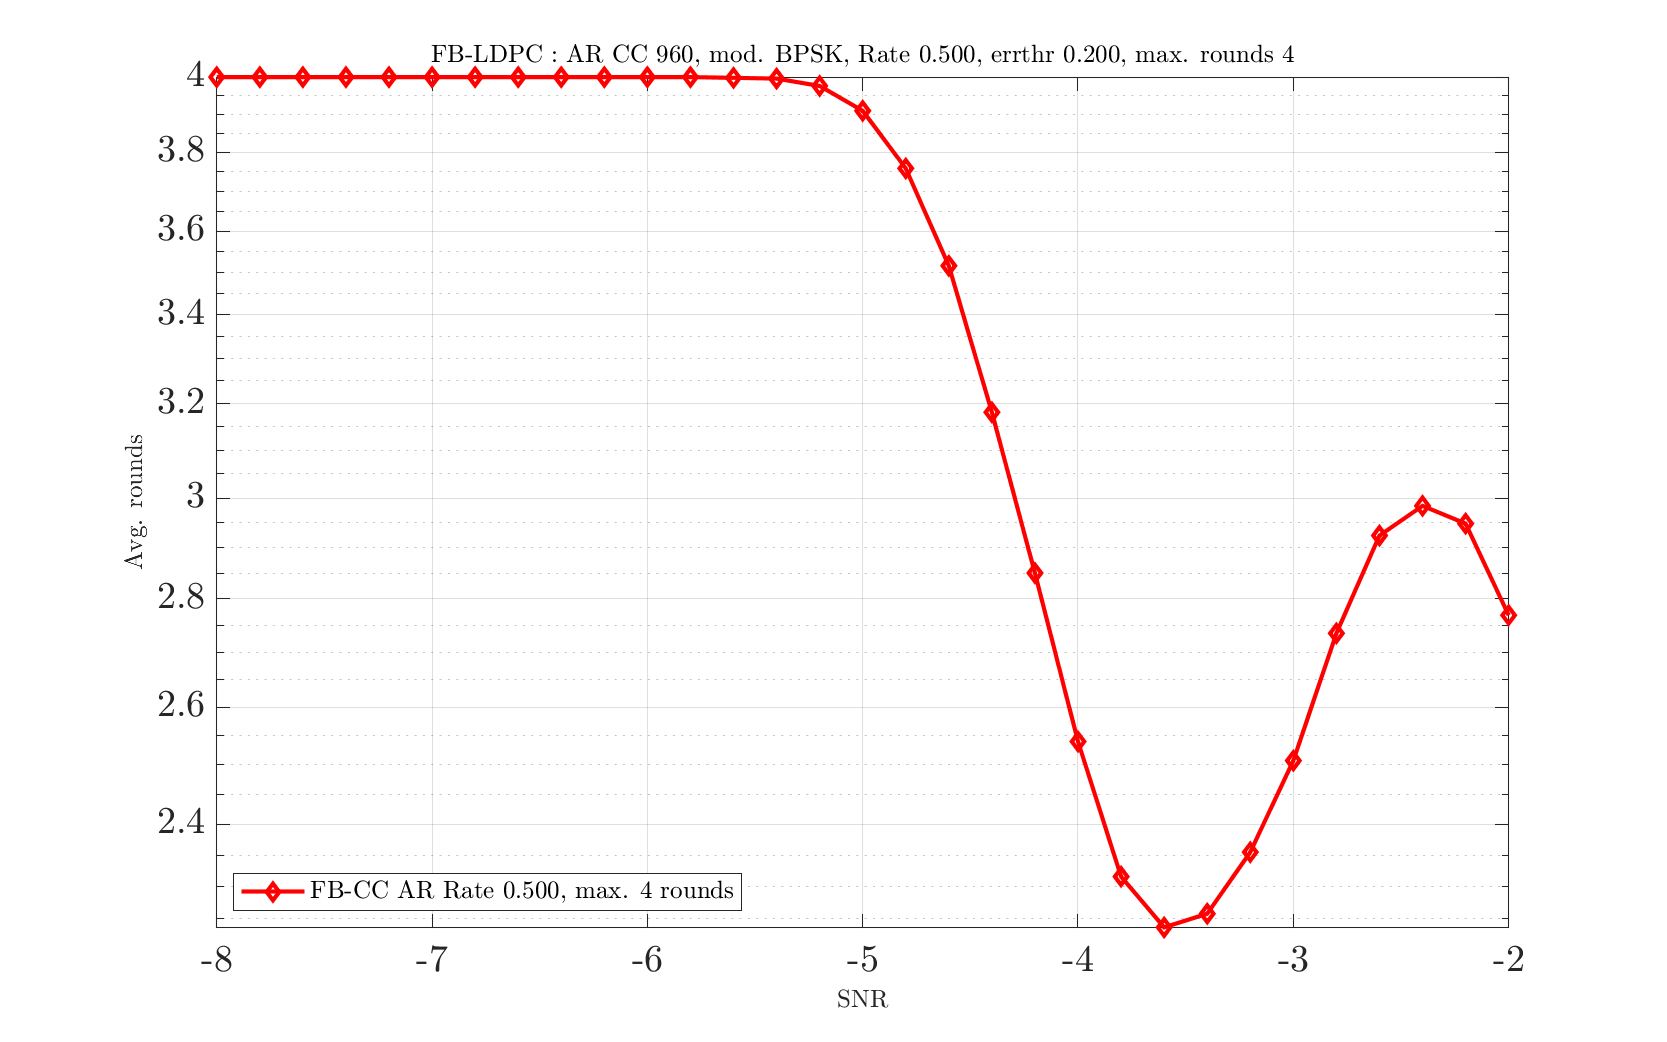 FB-LDPC : AR CC 960, mod. BPSK, Rate 0.500, errthr 0.200, max. rounds 4
4
3.8
3.6
3.4
3.2
3
2.8
2.6
2.4
Avg. rounds
FB-CC AR Rate 0.500, max. 4 rounds
-8 -7 -6 -5 -4 -3 -2
SNR